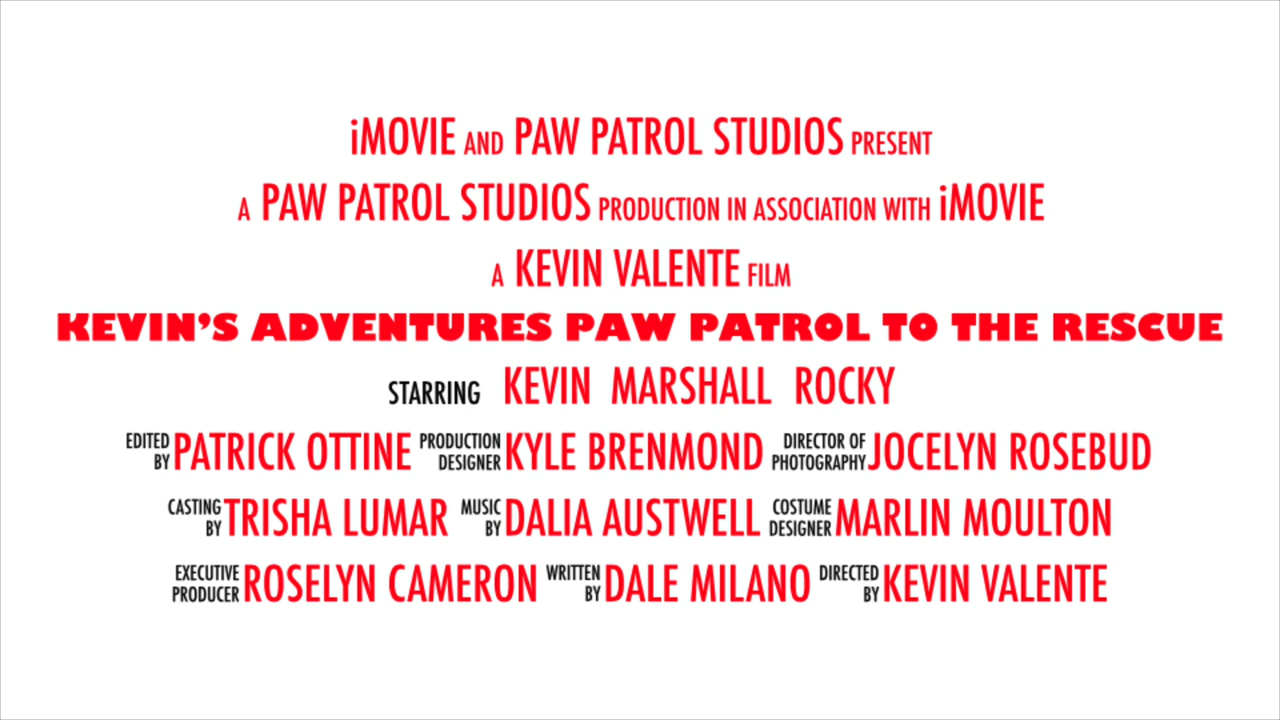 iMOVIE AND PAW PATROL STUDIOS PRESENT
A PAW PATROL STUDIOS PRODUCTION IN ASSOCIATION WITH iMOVIE
A KEVIN VALENTE FILM
KEVIN'S ADVENTURES PAW PATROL TO THE RESCUE
STARRING KEVIN MARSHALL ROCKY
EDITED BY PATRICK OTTINE PRODUCTION DESIGNER KYLE BRENMOND DIRECTOR OF PHOTOGRAPHY JOCELYN ROSEBUD
CASTING BY TRISHA LUMAR MUSIC BY DALIA AUSTWELL COSTUME DESIGNER MARLIN MOULTON
EXECUTIVE PRODUCER ROSELYN CAMERON WRITTEN BY DALE MILANO DIRECTED BY KEVIN VALENTE